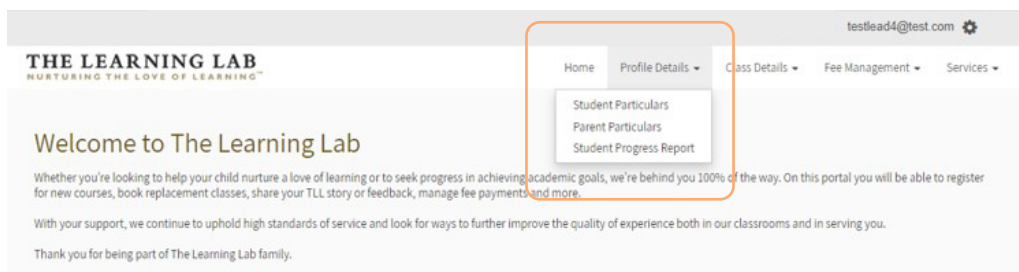 testlead4@test.com
THE LEARNING LAB
NURTURING THE LOVE OF LEARNING™
Home Profile Details Class Details Fee Management Services
Student Particulars
Parent Particulars
Student Progress Report
Welcome to The Learning Lab
Whether you're looking to help your child nurture a love of learning or to seek progress in achieving academic goals, we're behind you 100% of the way. On this portal you will be able to register
for new courses, book replacement classes, share your TLL story or feedback, manage fee payments and more.
With your support, we continue to uphold high standards of service and look for ways to further improve the quality of experience both in our classrooms and in serving you.
Thank you for being part of The Learning Lab family.